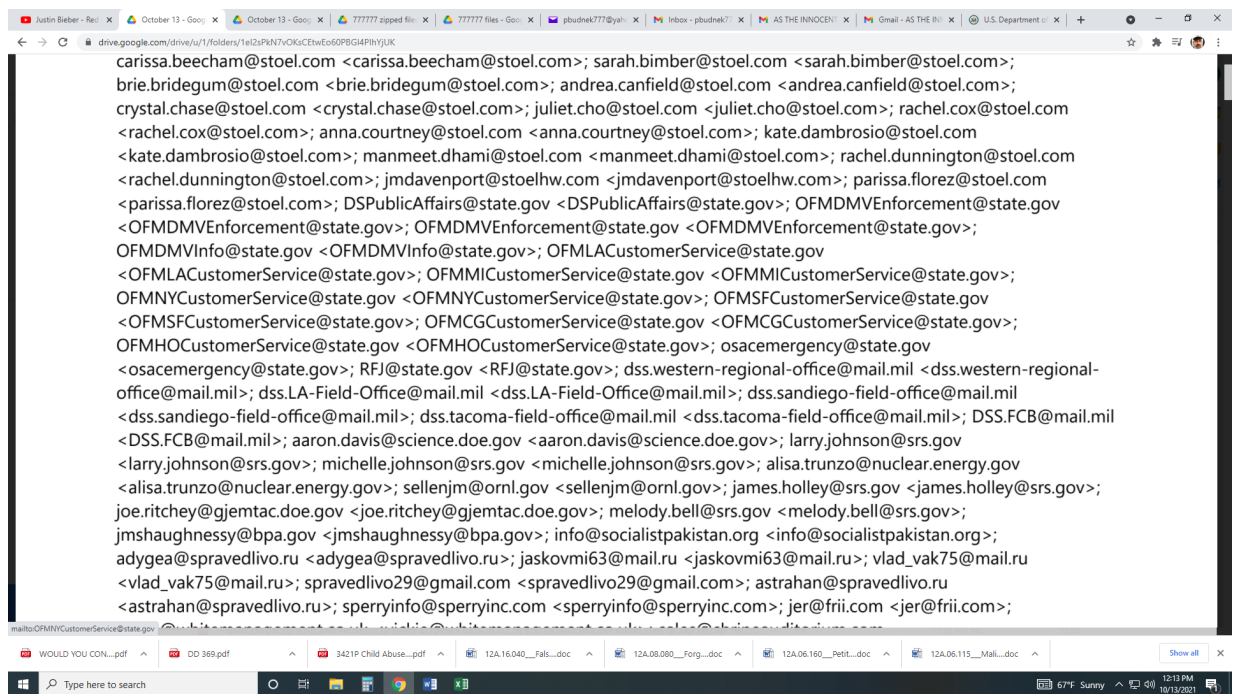 Justin Bieber - Red
October 13 - Goog
October 13 - Goog
777777 zipped file
777777 files - Goo
pbudnek777@yah
Inbox - pbudnek77
AS THE INNOCENT
Gmail - AS THE IN
U.S. Department of
drive.google.com/drive/u/1/folders/1eI2sPkN7vOKsCEtwEo60PBGI4PIhYjUK
carissa.beecham@stoel.com <carissa.beecham@stoel.com>; sarah.bimber@stoel.com <sarah.bimber@stoel.com>;
brie.bridegum@stoel.com <brie.bridegum@stoel.com>; andrea.canfield@stoel.com <andrea.canfield@stoel.com>;
crystal.chase@stoel.com <crystal.chase@stoel.com>; juliet.cho@stoel.com <juliet.cho@stoel.com>; rachel.cox@stoel.com
<rachel.cox@stoel.com>; anna.courtney@stoel.com <anna.courtney@stoel.com>; kate.dambrosio@stoel.com
<kate.dambrosio@stoel.com>; manmeet.dhami@stoel.com <manmeet.dhami@stoel.com>; rachel.dunnington@stoel.com
<rachel.dunnington@stoel.com>; jmdavenport@stoelhw.com <jmdavenport@stoelhw.com>; parissa.florez@stoel.com
<parissa.florez@stoel.com>; DSPublicAffairs@state.gov <DSPublicAffairs@state.gov>; OFMDMVEnforcement@state.gov
<OFMDMVEnforcement@state.gov>; OFMDMVEnforcement@state.gov <OFMDMVEnforcement@state.gov>;
OFMDMVInfo@state.gov <OFMDMVInfo@state.gov>; OFMLACustomerService@state.gov
<OFMLACustomerService@state.gov>; OFMMICustomerService@state.gov <OFMMICustomerService@state.gov>;
OFMNYCustomerService@state.gov <OFMNYCustomerService@state.gov>; OFMSFCustomerService@state.gov
<OFMSFCustomerService@state.gov>; OFMCGCustomerService@state.gov <OFMCGCustomerService@state.gov>;
OFMHOCustomerService@state.gov <OFMHOCustomerService@state.gov>; osacemergency@state.gov
<osacemergency@state.gov>; RFJ@state.gov <RFJ@state.gov>; dss.western-regional-office@mail.mil <dss.western-regional-
office@mail.mil>; dss.LA-Field-Office@mail.mil <dss.LA-Field-Office@mail.mil>; dss.sandiego-field-office@mail.mil
<dss.sandiego-field-office@mail.mil>; dss.tacoma-field-office@mail.mil <dss.tacoma-field-office@mail.mil>; DSS.FCB@mail.mil
<DSS.FCB@mail.mil>; aaron.davis@science.doe.gov <aaron.davis@science.doe.gov>; larry.johnson@srs.gov
<larry.johnson@srs.gov>; michelle.johnson@srs.gov <michelle.johnson@srs.gov>; alisa.trunzo@nuclear.energy.gov
<alisa.trunzo@nuclear.energy.gov>; sellenjm@ornl.gov <sellenjm@ornl.gov>; james.holley@srs.gov <james.holley@srs.gov>;
joe.ritchey@gjemtac.doe.gov <joe.ritchey@gjemtac.doe.gov>; melody.bell@srs.gov <melody.bell@srs.gov>;
jmshaughnessy@bpa.gov <jmshaughnessy@bpa.gov>; info@socialistpakistan.org <info@socialistpakistan.org>;
adygea@spravedlivo.ru <adygea@spravedlivo.ru>; jaskovmi63@mail.ru <jaskovmi63@mail.ru>; vlad_vak75@mail.ru
<vlad_vak75@mail.ru>; spravedlivo29@gmail.com <spravedlivo29@gmail.com>; astrahan@spravedlivo.ru
<astrahan@spravedlivo.ru>; sperryinfo@sperryinc.com <sperryinfo@sperryinc.com>; jer@frii.com <jer@frii.com>;
mailto:OFMNYCustomerService@state.gov
WOULD YOU CON....pdf
DD 369.pdf
3421P Child Abuse....pdf
12A.16.040__Fals....doc
12A.08.080__Forg....doc
12A.06.160__Petit....doc
12A.06.115__Mali....doc
Show all
Type here to search
67°F Sunny
12:13 PM
10/13/2021